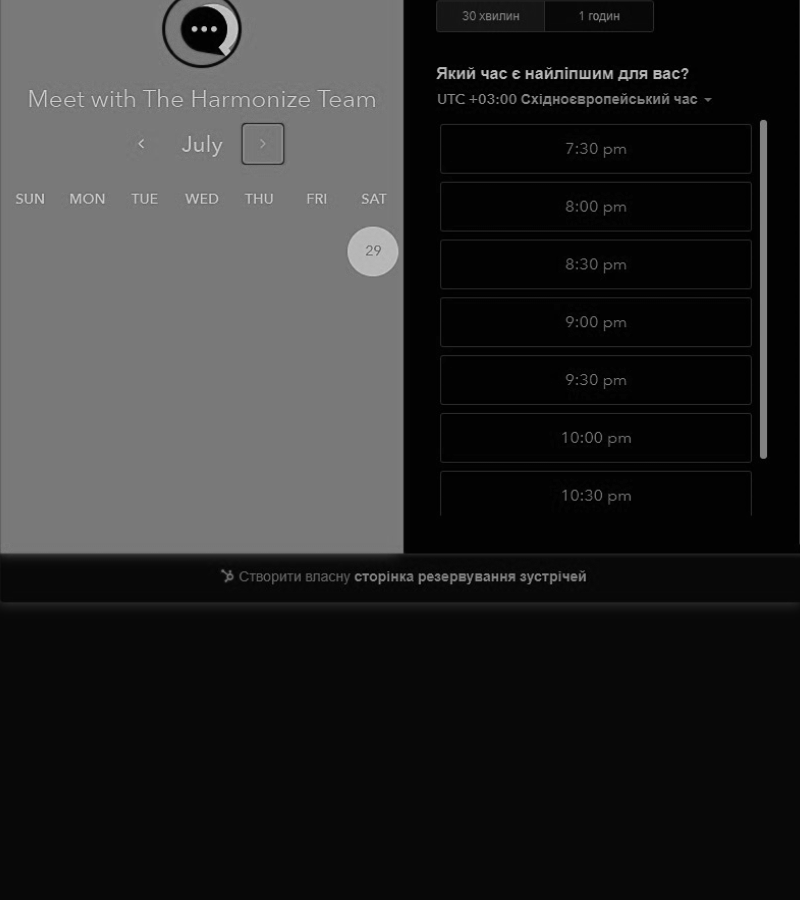 Meet with The Harmonize Team
July
SUN MON TUE WED THU FRI SAT
29
30 хвилин 1 годин
Який час є найліпшим для вас?
UTC +03:00 Східноєвропейський час
7:30 pm
8:00 pm
8:30 pm
9:00 pm
9:30 pm
10:00 pm
10:30 pm
Створити власну сторінка резервування зустрічей